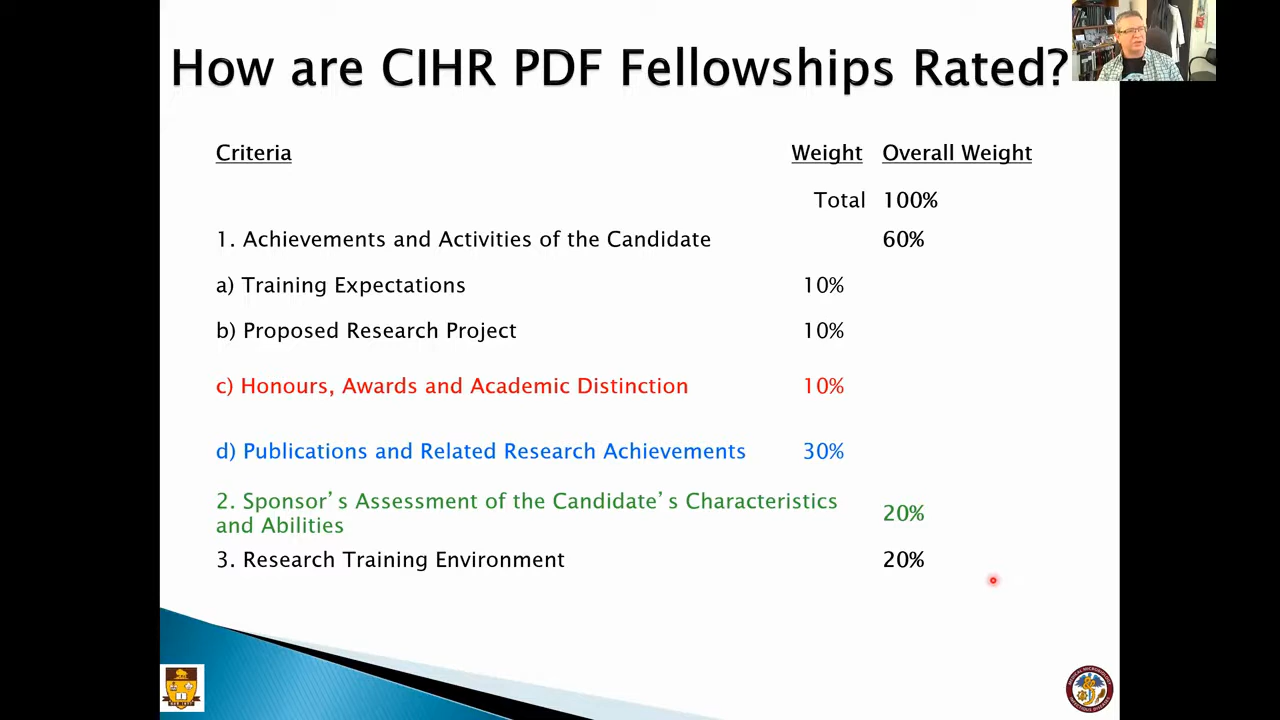 How are CIHR PDF Fellowships Rated?
Criteria Weight Overall Weight
Total 100%
1. Achievements and Activities of the Candidate 60%
a) Training Expectations 10%
b) Proposed Research Project 10%
c) Honours, Awards and Academic Distinction 10%
d) Publications and Related Research Achievements 30%
2. Sponsor’s Assessment of the Candidate’s Characteristics
and Abilities 20%
3. Research Training Environment 20%